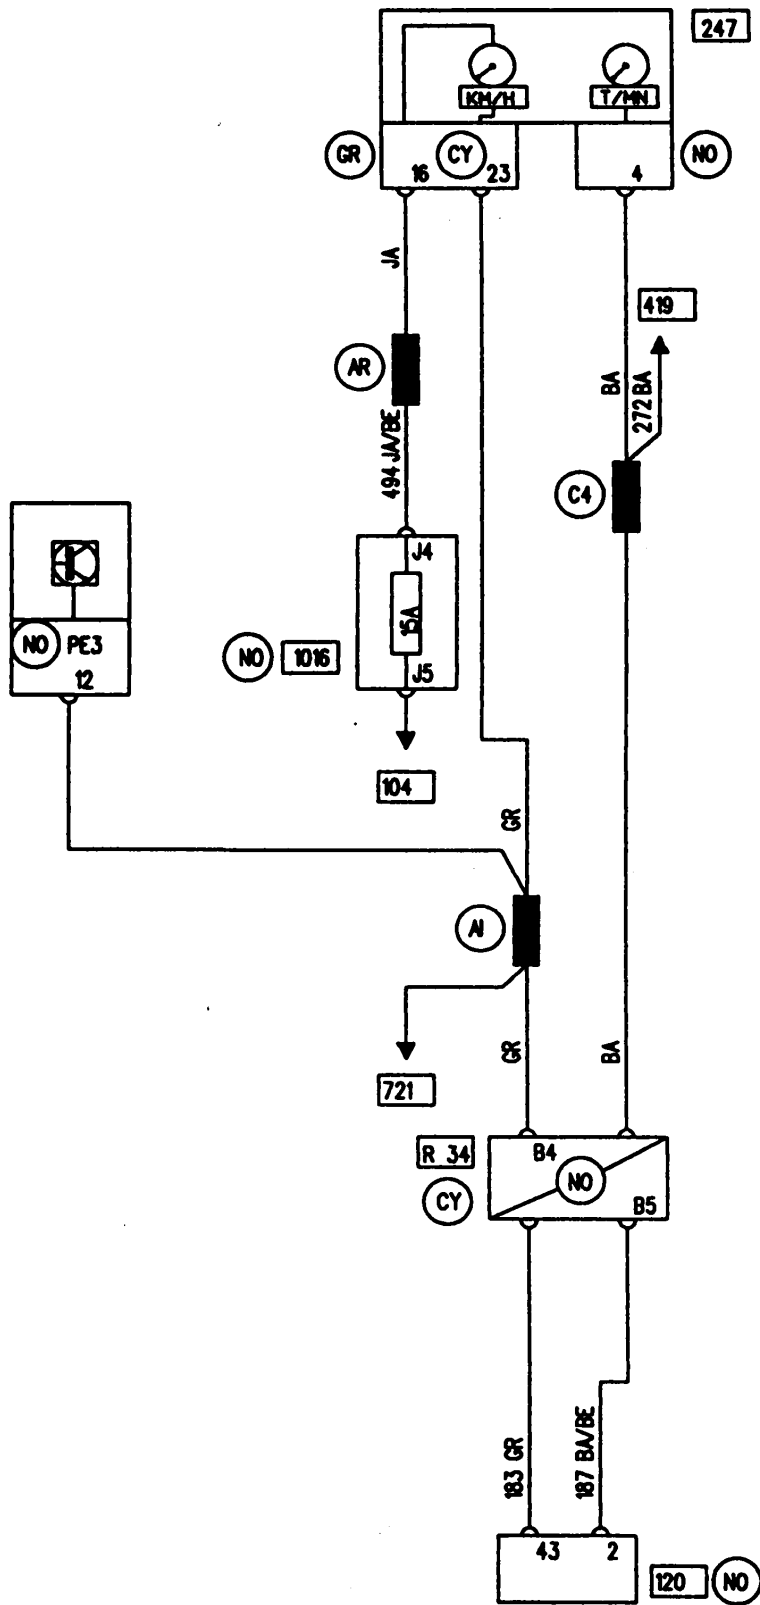 247
KM/H
T/MN
GR
CY
NO
16
23
4
JA
419
AR
BA
272 BA
494 JA/BE
C4
J4
15A
NO
1016
J5
NO
PE3
12
104
GR
AI
GR
BA
721
R 34
B4
NO
CY
B5
183 GR
187 BA/BE
43
2
120
NO